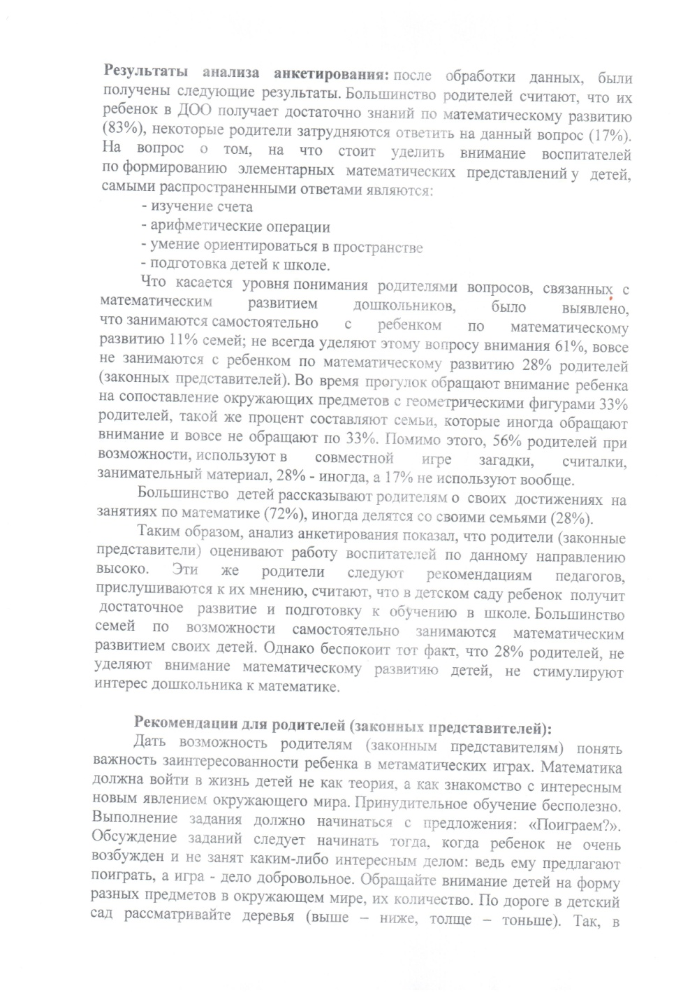 Результаты анализа анкетирования: после обработки данных, были
получены следующие результаты. Большинство родителей считают, что их
ребенок в ДОО получает достаточно знаний по математическому развитию
(83%), некоторые родители затрудняются ответить на данный вопрос (17%).
На вопрос о том, на что стоит уделить внимание воспитателей
по формированию элементарных математических представлений у детей,
самыми распространенными ответами являются:
- изучение счета
- арифметические операции
- умение ориентироваться в пространстве
- подготовка детей к школе.
Что касается уровня понимания родителями вопросов, связанных с
математическим развитием дошкольников, было выявлено,
что занимаются самостоятельно с ребенком по математическому
развитию 11% семей; не всегда уделяют этому вопросу внимания 61%, вовсе
не занимаются с ребенком по математическому развитию 28% родителей
(законных представителей). Во время прогулок обращают внимание ребенка
на сопоставление окружающих предметов с геометрическими фигурами 33%
родителей, такой же процент составляют семьи, которые иногда обращают
внимание и вовсе не обращают по 33%. Помимо этого, 56% родителей при
возможности, используют в совместной игре загадки, считалки,
занимательный материал, 28% - иногда, а 17% не используют вообще.
Большинство детей рассказывают родителям о своих достижениях на
занятиях по математике (72%), иногда делятся со своими семьями (28%).
Таким образом, анализ анкетирования показал, что родители (законные
представители) оценивают работу воспитателей по данному направлению
высоко. Эти же родители следуют рекомендациям педагогов,
прислушиваются к их мнению, считают, что в детском саду ребенок получит
достаточное развитие и подготовку к обучению в школе. Большинство
семей по возможности самостоятельно занимаются математическим
развитием своих детей. Однако беспокоит тот факт, что 28% родителей, не
уделяют внимание математическому развитию детей, не стимулируют
интерес дошкольника к математике.
Рекомендации для родителей (законных представителей):
Дать возможность родителям (законным представителям) понять
важность заинтересованности ребенка в метаматических играх. Математика
должна войти в жизнь детей не как теория, а как знакомство с интересным
новым явлением окружающего мира. Принудительное обучение бесполезно.
Выполнение задания должно начинаться с предложения: «Поиграем?».
Обсуждение заданий следует начинать тогда, когда ребенок не очень
возбужден и не занят каким-либо интересным делом: ведь ему предлагают
поиграть, а игра - дело добровольное. Обращайте внимание детей на форму
разных предметов в окружающем мире, их количество. По дороге в детский
сад рассматривайте деревья (выше – ниже, толще – тоньше). Так, в